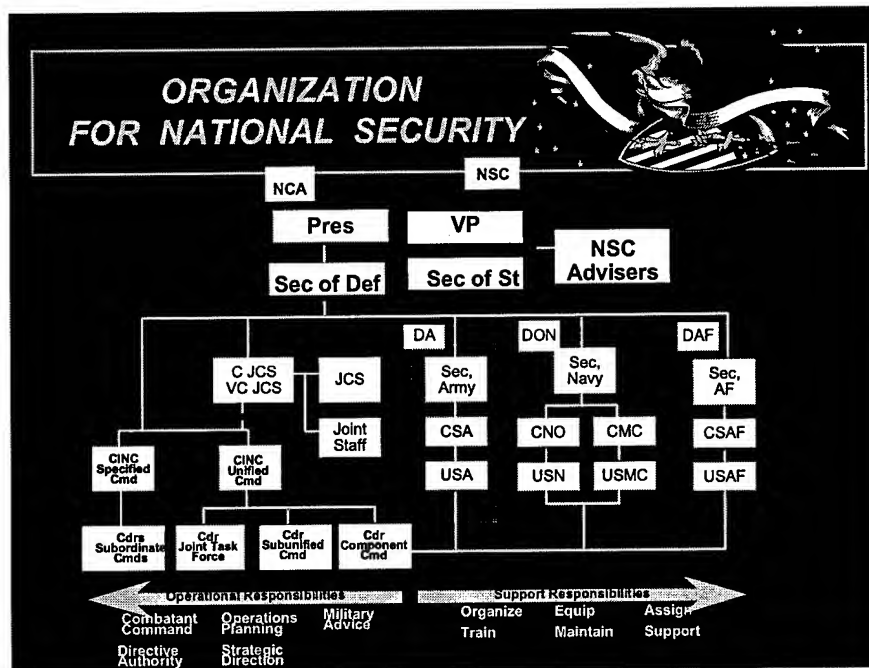 ORGANIZATION
FOR NATIONAL SECURITY
NCA
NSC
Pres
VP
NSC
Advisers
Sec of Def
Sec of St
DA
DON
DAF
C JCS
VC JCS
JCS
Sec,
Army
Sec,
Navy
Sec,
AF
Joint
Staff
CSA
CNO
CMC
CSAF
CINC
Specified
Cmd
CINC
Unified
Cmd
USA
USN
USMC
USAF
Cdrs
Subordinate
Cmds
Cdr
Joint Task
Force
Cdr
Subunified
Cmd
Cdr
Component
Cmd
Operational Responsibilities
Support Responsibilities
Combatant
Command
Operations
Planning
Military
Advice
Directive
Authority
Strategic
Direction
Organize
Equip
Assign
Train
Maintain
Support